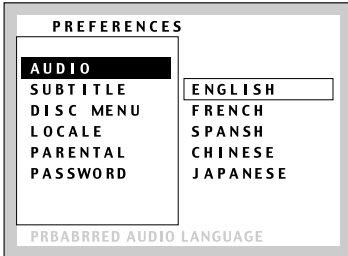 PREFERENCES
AUDIO
SUBTITLE
DISC MENU
LOCALE
PARENTAL
PASSWORD
ENGLISH
FRENCH
SPANSH
CHINESE
JAPANESE
PRBABRRED AUDIO LANGUAGE